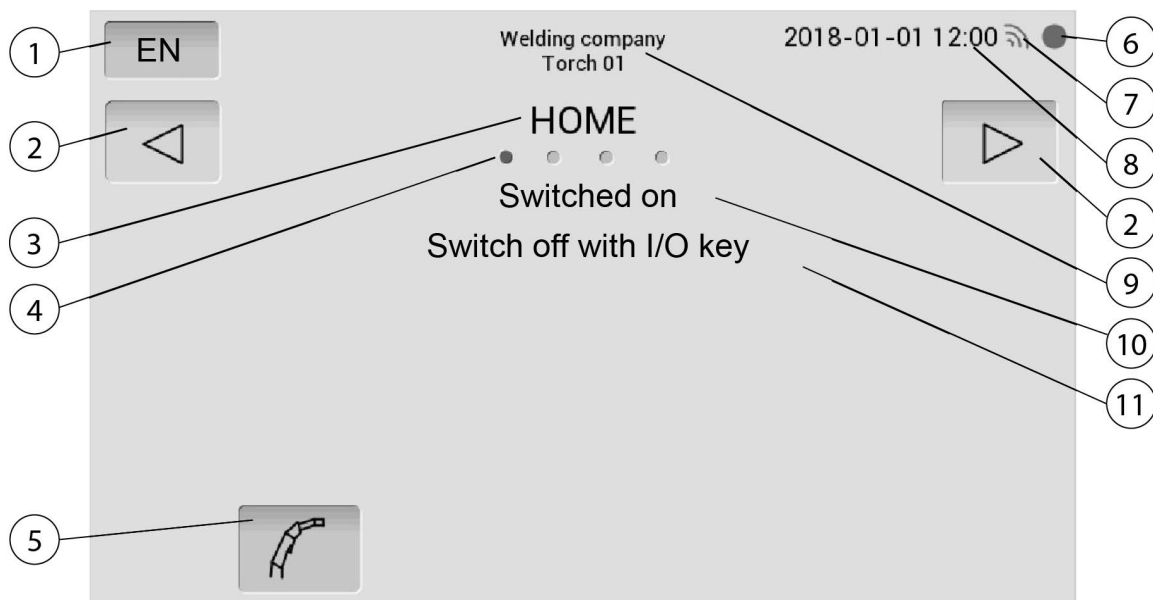 1
EN
Welding company
Torch 01
2018-01-01 12:00
6
7
2
HOME
8
3
Switched on
2
Switch off with I/O key
4
9
10
11
5